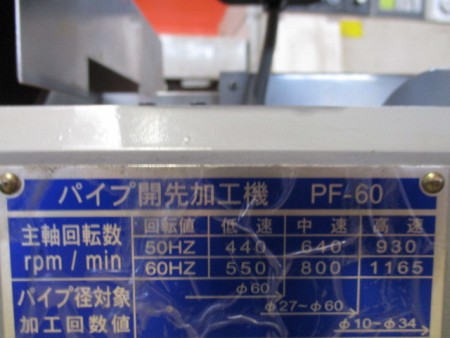 パイプ開先加工機 PF-60
主軸回転数 rpm / min
回転値 低速 中速 高速
50HZ 440 640 930
60HZ 550 800 1165
パイプ径対象 加工回数値
φ60
φ27~φ60
φ10~φ34